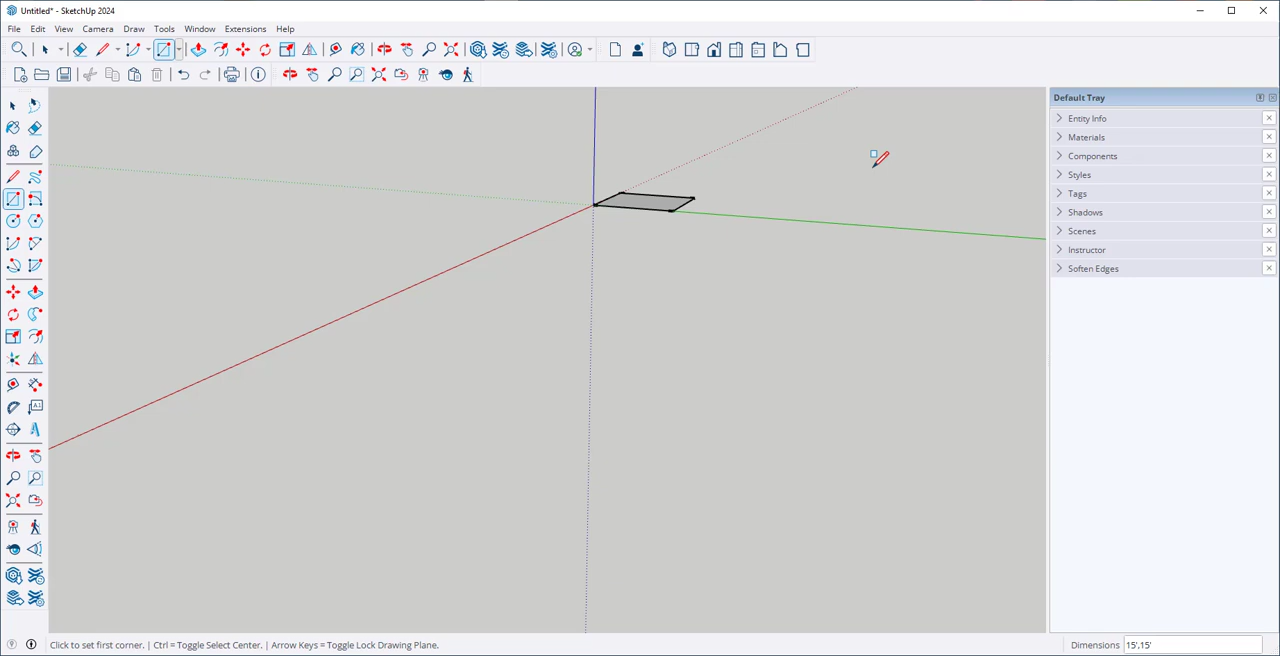 Untitled* - SketchUp 2024
File Edit View Camera Draw Tools Window Extensions Help
Default Tray
Entity Info
Materials
Components
Styles
Tags
Shadows
Scenes
Instructor
Soften Edges
A1
Click to set first corner. | Ctrl = Toggle Select Center. | Arrow Keys = Toggle Lock Drawing Plane.
Dimensions 15',15'